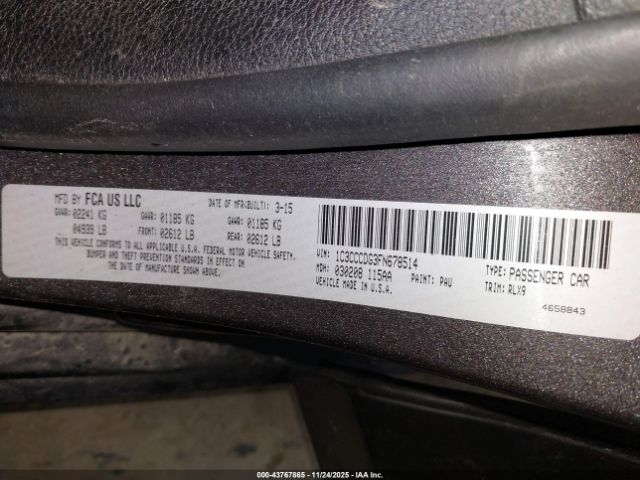 MFD BY FCA US LLC DATE OF MFR(BUILT): 3-15
GVWR: 02241 KG GAWR: 01185 KG GAWR: 01185 KG
04939 LB FRONT: 02612 LB REAR: 02612 LB
THIS VEHICLE CONFORMS TO ALL APPLICABLE U.S.A. FEDERAL MOTOR VEHICLE SAFETY,
BUMPER AND THEFT PREVENTION STANDARDS IN EFFECT ON THE DATE OF MANUFACTURE SHOWN ABOVE.
VIN: 1C3CCCDG3FN678514 TYPE: PASSENGER CAR
MDH: 030208 115AA PAINT: PAU TRIM: RLX9
VEHICLE MADE IN U.S.A. 4658843
000-43767865 - 11/24/2025 - IAA Inc.